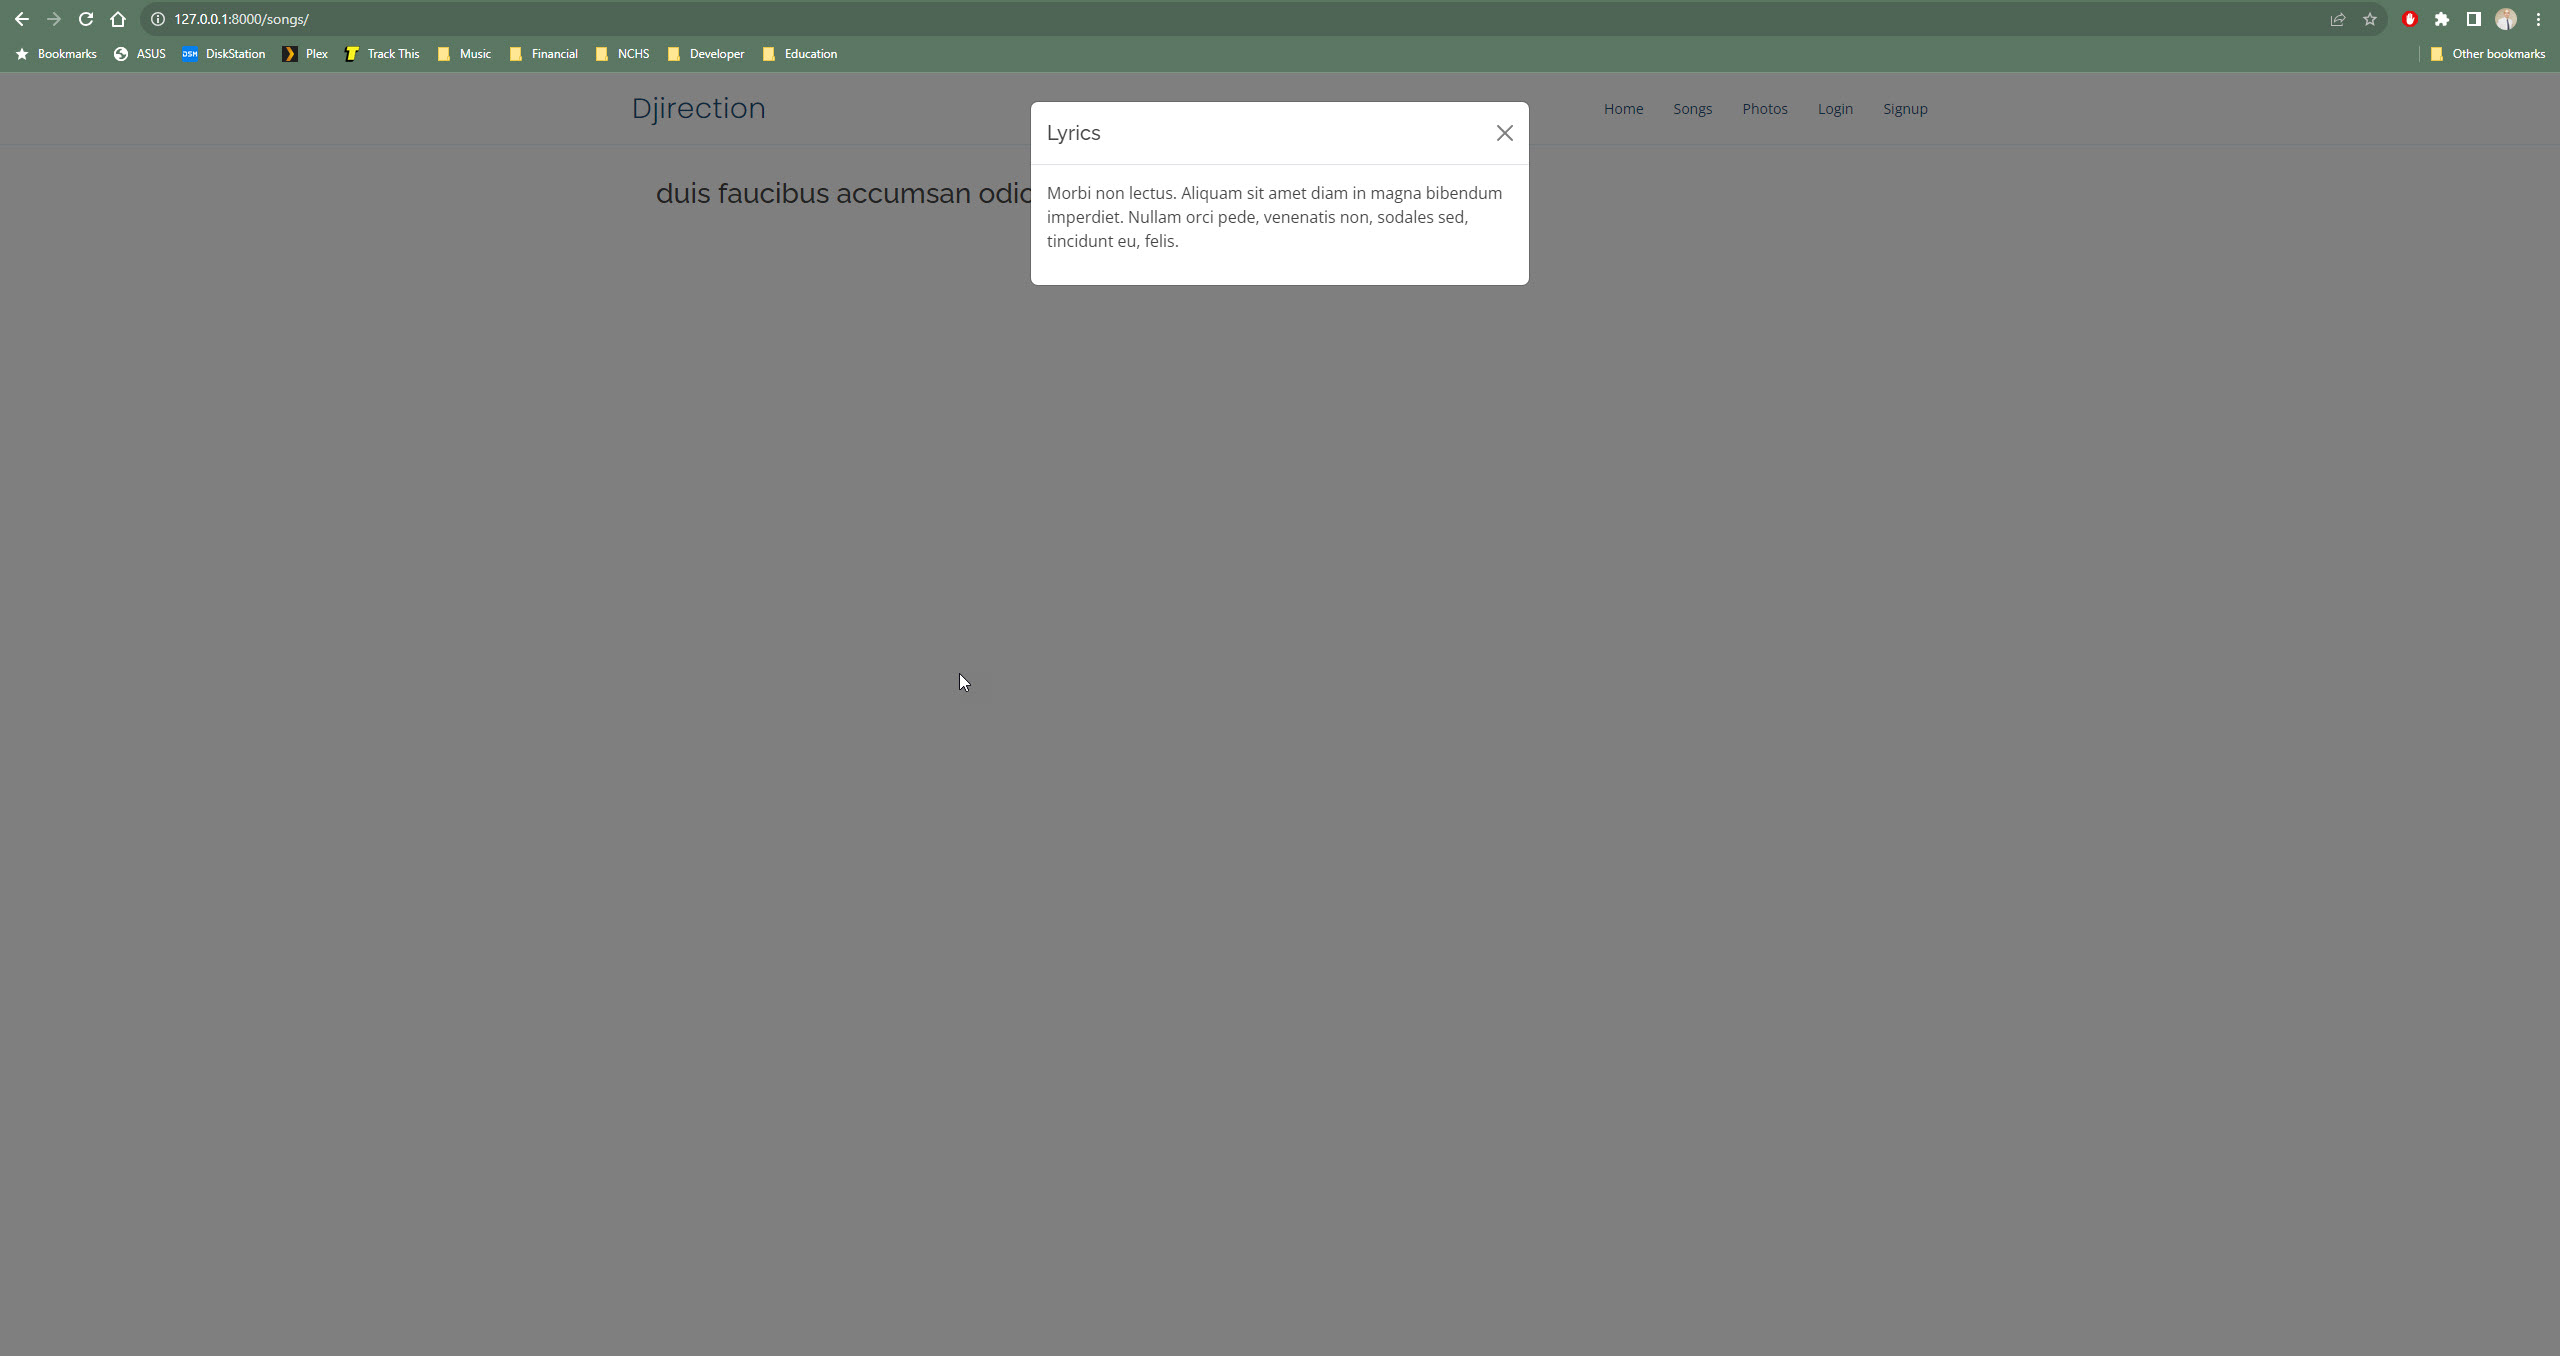 127.0.0.1:8000/songs/
Bookmarks ASUS DSM DiskStation Plex Track This Music Financial NCHS Developer Education Other bookmarks
Djirection Home Songs Photos Login Signup
Lyrics
duis faucibus accumsan odio
Morbi non lectus. Aliquam sit amet diam in magna bibendum
imperdiet. Nullam orci pede, venenatis non, sodales sed,
tincidunt eu, felis.